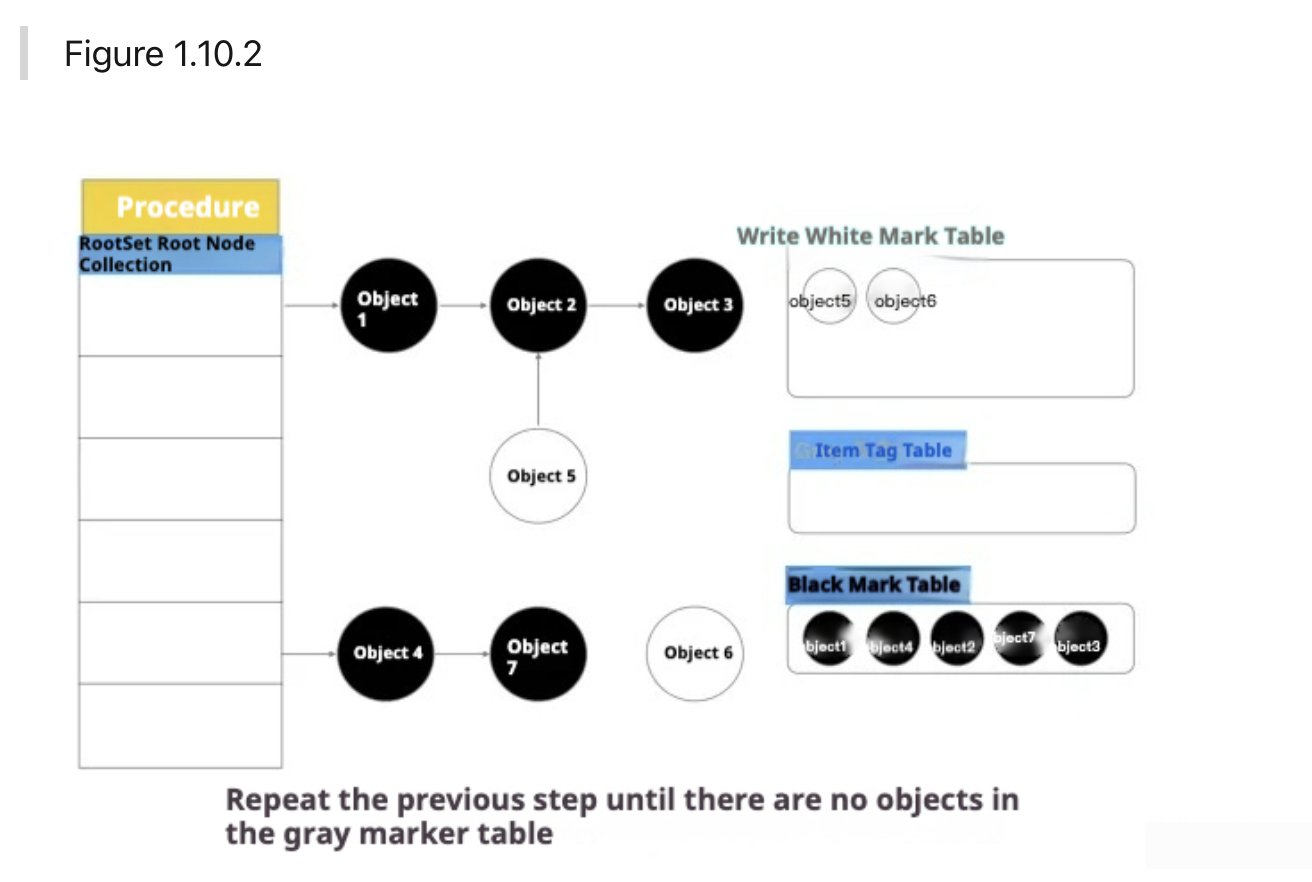 Figure 1.10.2
Procedure
RootSet Root Node
Collection
Write White Mark Table
Object
1
Object 2
Object 3
object5
object6
Item Tag Table
Object 5
Black Mark Table
bject1
bject4
bject2
bject7
bject3
Object 4
Object
7
Object 6
Repeat the previous step until there are no objects in
the gray marker table